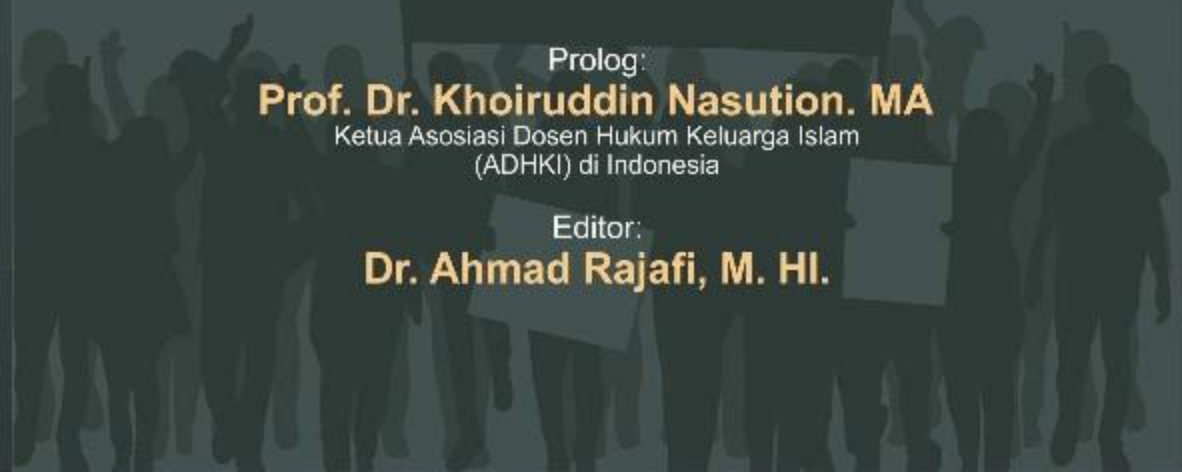 Prolog:
Prof. Dr. Khoiruddin Nasution. MA
Ketua Asosiasi Dosen Hukum Keluarga Islam
(ADHKI) di Indonesia
Editor:
Dr. Ahmad Rajafi, M. HI.